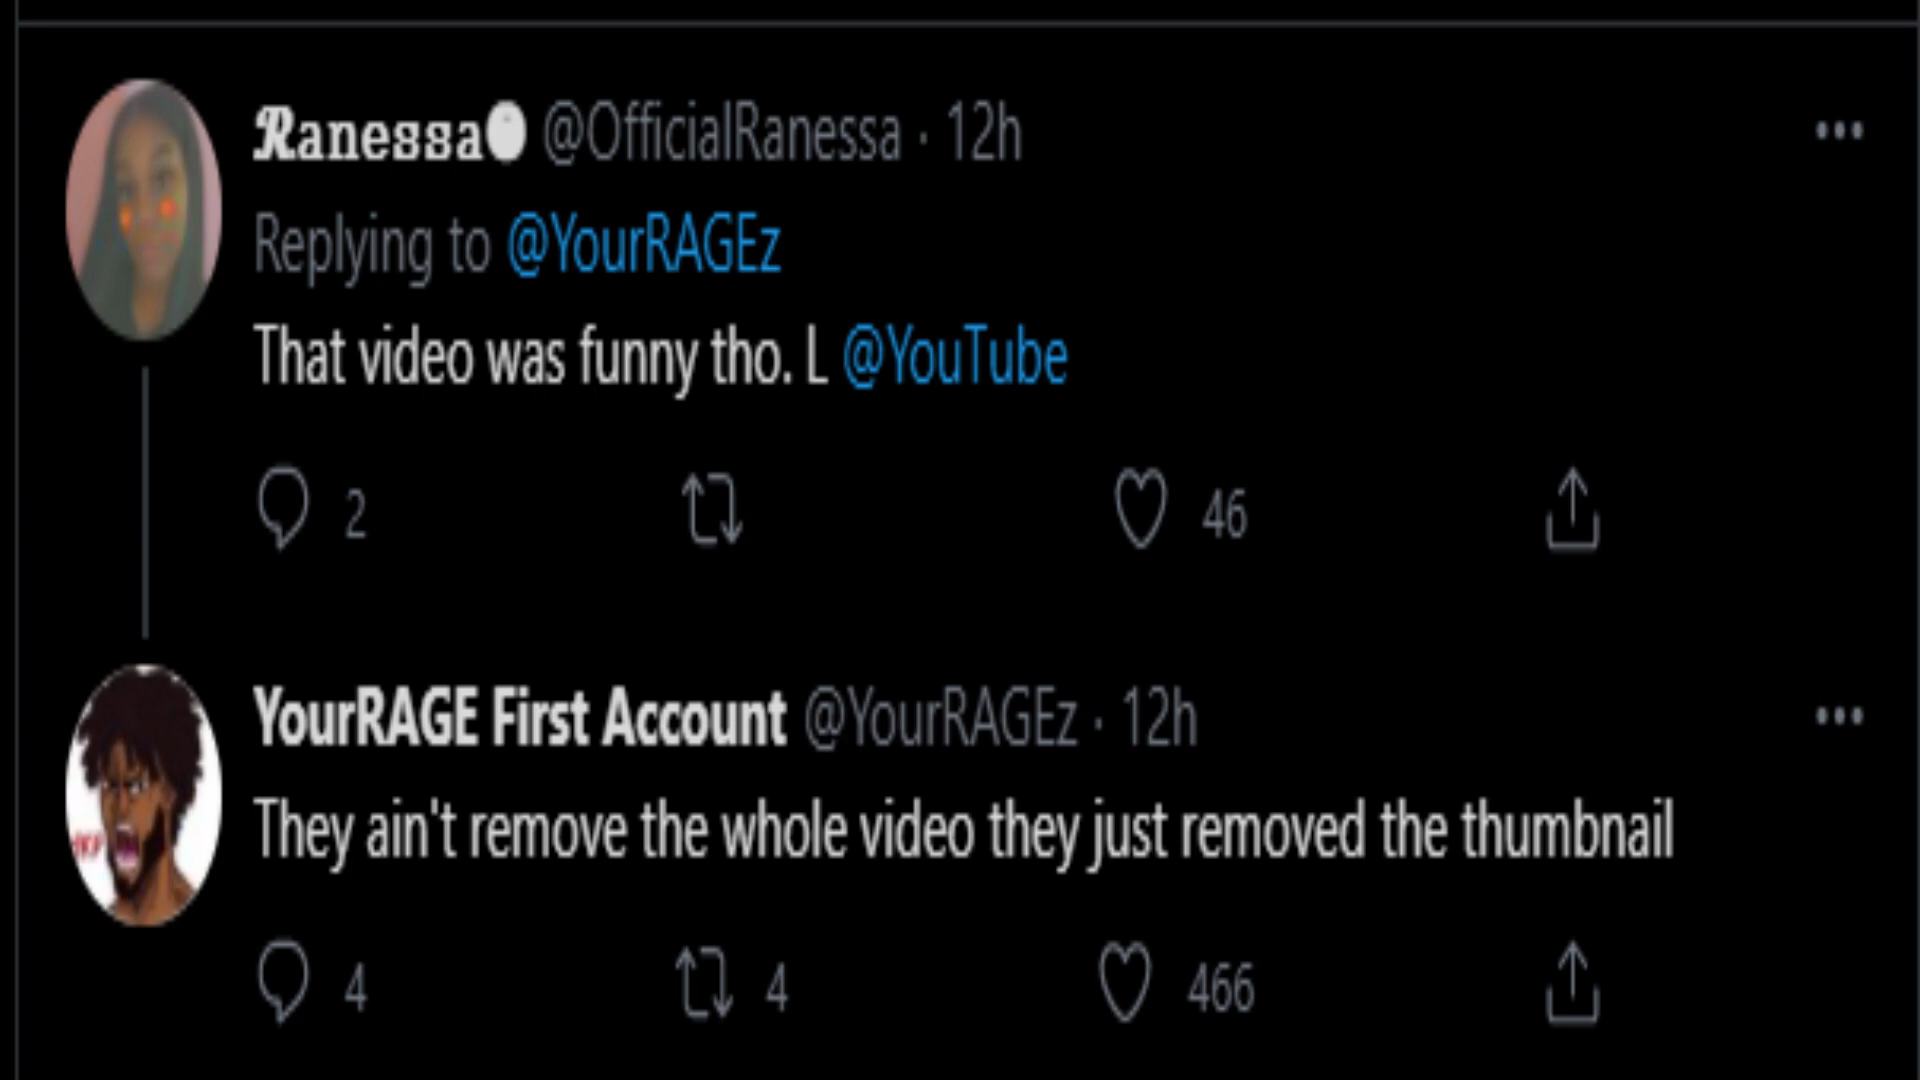 ℛanessa @OfficialRanessa · 12h
Replying to @YourRAGEz
That video was funny tho. L @YouTube
2 46
YourRAGE First Account @YourRAGEz · 12h
They ain't remove the whole video they just removed the thumbnail
4 4 466